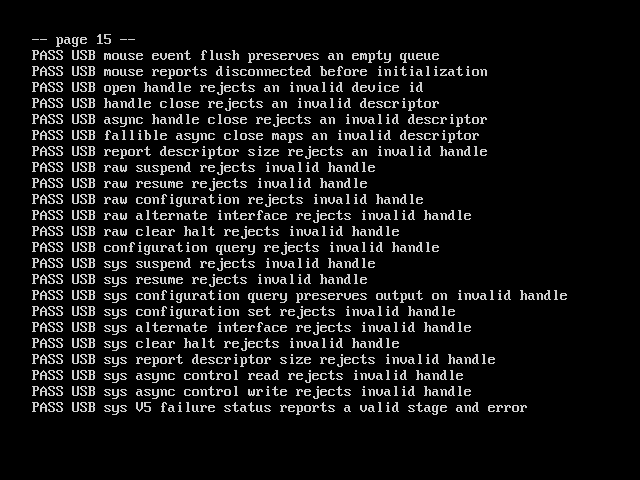 -- page 15 --
PASS USB mouse event flush preserves an empty queue
PASS USB mouse reports disconnected before initialization
PASS USB open handle rejects an invalid device id
PASS USB handle close rejects an invalid descriptor
PASS USB async handle close rejects an invalid descriptor
PASS USB fallible async close maps an invalid descriptor
PASS USB report descriptor size rejects an invalid handle
PASS USB raw suspend rejects invalid handle
PASS USB raw resume rejects invalid handle
PASS USB raw configuration rejects invalid handle
PASS USB raw alternate interface rejects invalid handle
PASS USB raw clear halt rejects invalid handle
PASS USB configuration query rejects invalid handle
PASS USB sys suspend rejects invalid handle
PASS USB sys resume rejects invalid handle
PASS USB sys configuration query preserves output on invalid handle
PASS USB sys configuration set rejects invalid handle
PASS USB sys alternate interface rejects invalid handle
PASS USB sys clear halt rejects invalid handle
PASS USB sys report descriptor size rejects invalid handle
PASS USB sys async control read rejects invalid handle
PASS USB sys async control write rejects invalid handle
PASS USB sys V5 failure status reports a valid stage and error